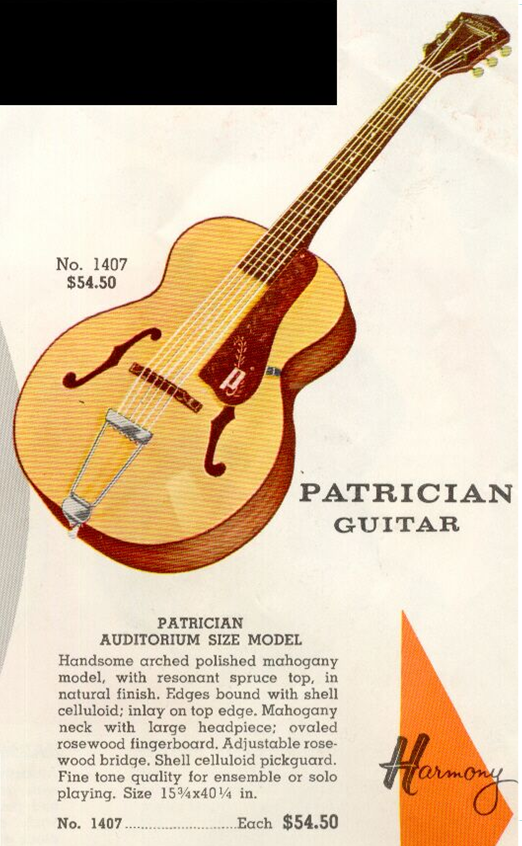 No. 1407
$54.50
PATRICIAN
GUITAR
PATRICIAN
AUDITORIUM SIZE MODEL
Handsome arched polished mahogany
model, with resonant spruce top, in
natural finish. Edges bound with shell
celluloid; inlay on top edge. Mahogany
neck with large headpiece; ovaled
rosewood fingerboard. Adjustable rose-
wood bridge. Shell celluloid pickguard.
Fine tone quality for ensemble or solo
playing. Size 15¾x40¼ in.
Harmony
No. 1407..............................Each $54.50